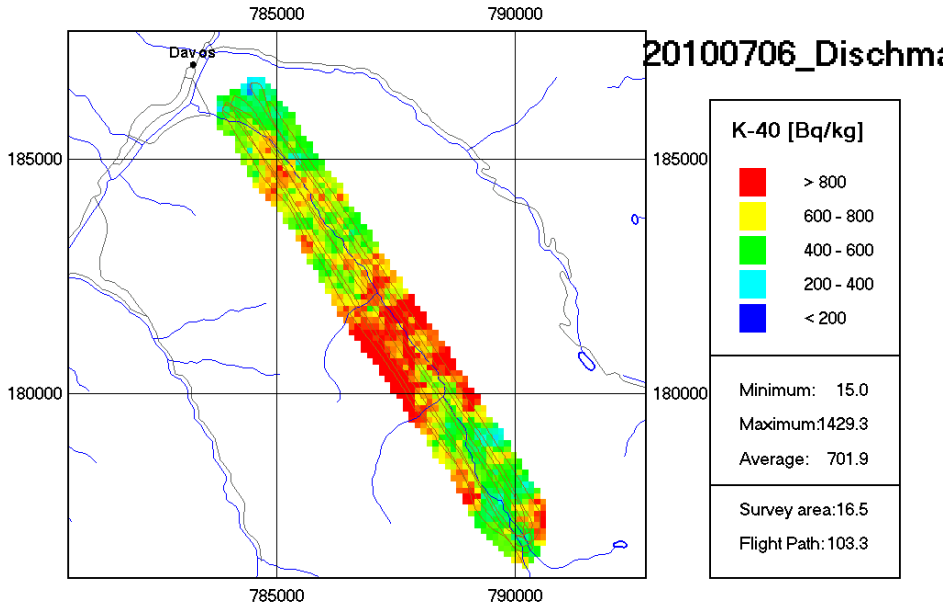 785000 790000
Davos
20100706_Dischma
185000 185000
180000 180000
785000 790000
K-40 [Bq/kg]
> 800
600 - 800
400 - 600
200 - 400
< 200
Minimum: 15.0
Maximum:1429.3
Average: 701.9
Survey area:16.5
Flight Path:103.3